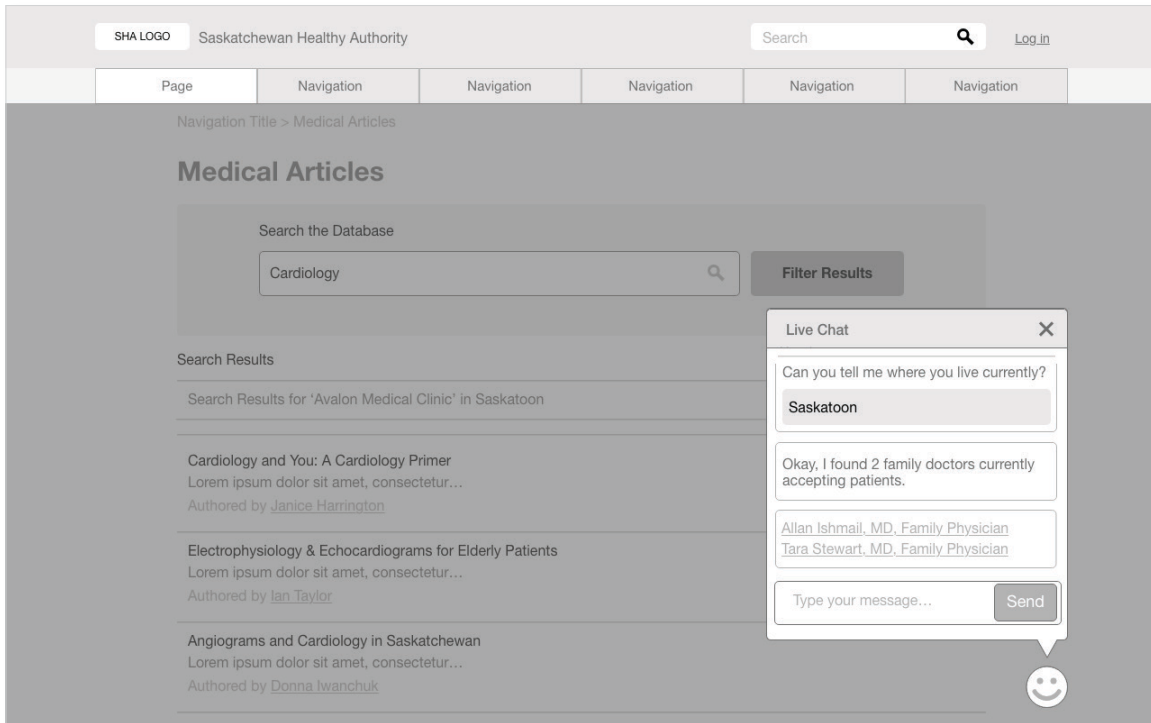 SHA LOGO
Saskatchewan Healthy Authority
Search
Log in
Page
Navigation
Navigation
Navigation
Navigation
Navigation
Navigation Title > Medical Articles
Medical Articles
Search the Database
Cardiology
Filter Results
Search Results
Search Results for ‘Avalon Medical Clinic’ in Saskatoon
Cardiology and You: A Cardiology Primer
Lorem ipsum dolor sit amet, consectetur…
Authored by Janice Harrington
Electrophysiology & Echocardiograms for Elderly Patients
Lorem ipsum dolor sit amet, consectetur…
Authored by Ian Taylor
Angiograms and Cardiology in Saskatchewan
Lorem ipsum dolor sit amet, consectetur…
Authored by Donna Iwanchuk
Live Chat
Can you tell me where you live currently?
Saskatoon
Okay, I found 2 family doctors currently
accepting patients.
Allan Ishmail, MD, Family Physician
Tara Stewart, MD, Family Physician
Type your message…
Send